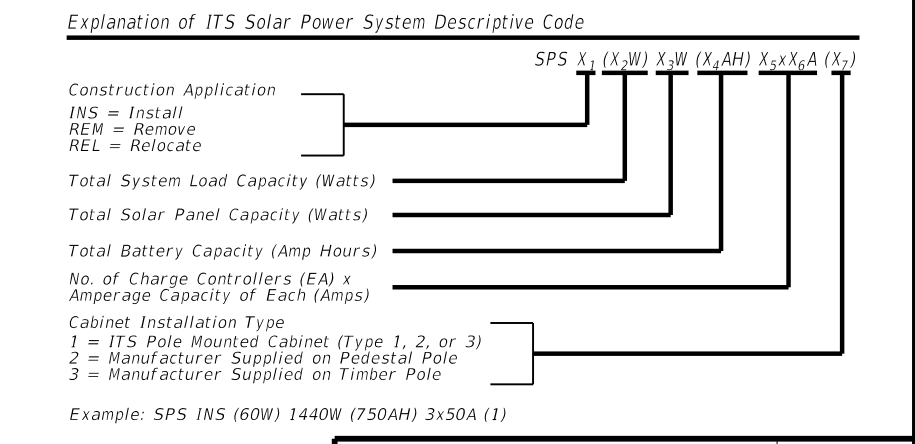 Explanation of ITS Solar Power System Descriptive Code
SPS X₁ (X₂W) X₃W (X₄AH) X₅xX₆A (X₇)
Construction Application
INS = Install
REM = Remove
REL = Relocate
Total System Load Capacity (Watts)
Total Solar Panel Capacity (Watts)
Total Battery Capacity (Amp Hours)
No. of Charge Controllers (EA) x
Amperage Capacity of Each (Amps)
Cabinet Installation Type
1 = ITS Pole Mounted Cabinet (Type 1, 2, or 3)
2 = Manufacturer Supplied on Pedestal Pole
3 = Manufacturer Supplied on Timber Pole
Example: SPS INS (60W) 1440W (750AH) 3x50A (1)